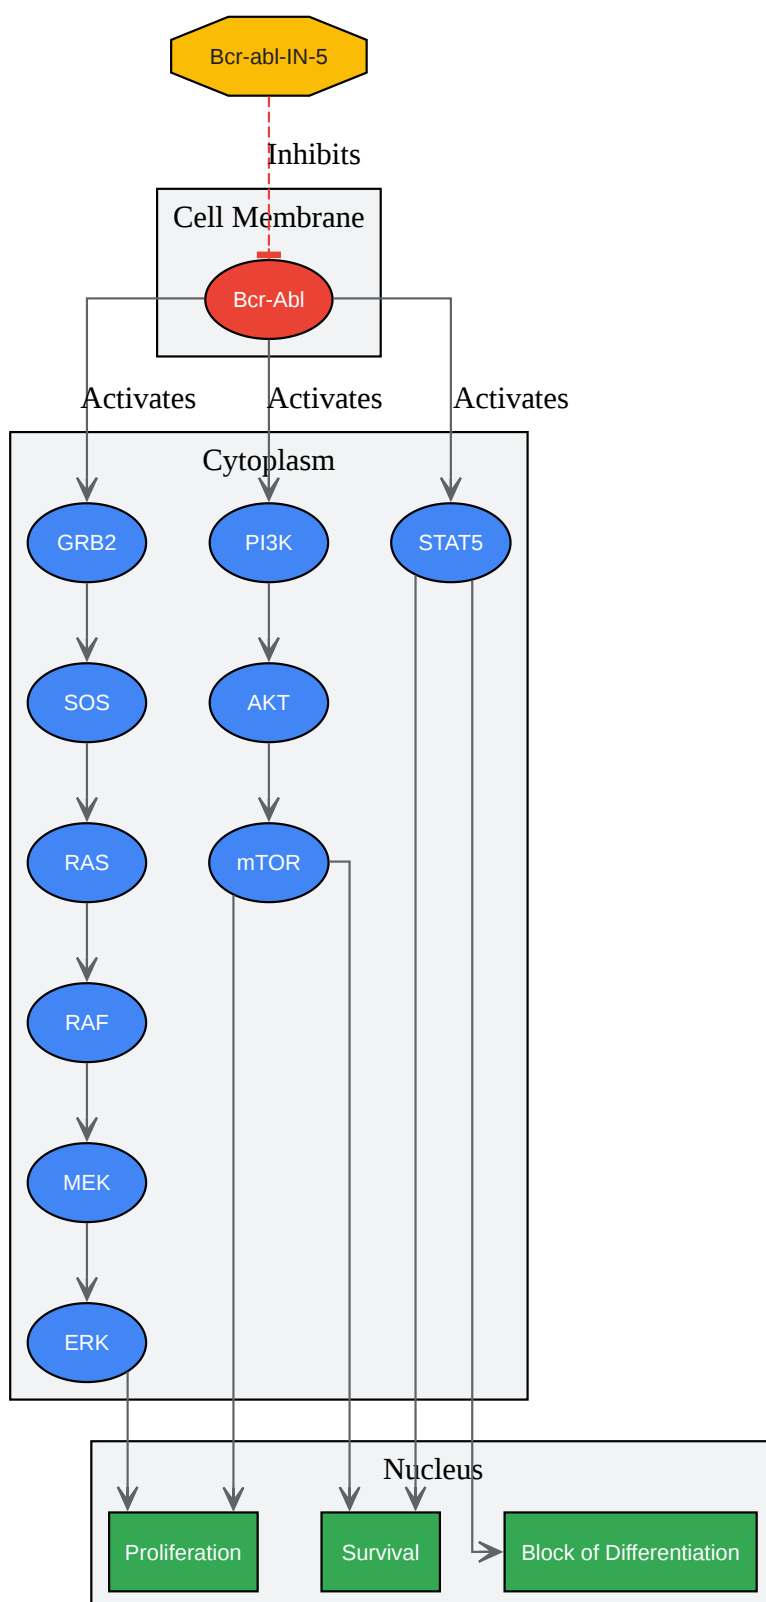 Bcr-abl-IN-5
Inhibits
Cell Membrane
Bcr-Abl
Activates
Activates
Activates
Cytoplasm
GRB2
PI3K
STAT5
SOS
AKT
RAS
mTOR
RAF
MEK
ERK
Nucleus
Proliferation
Survival
Block of Differentiation